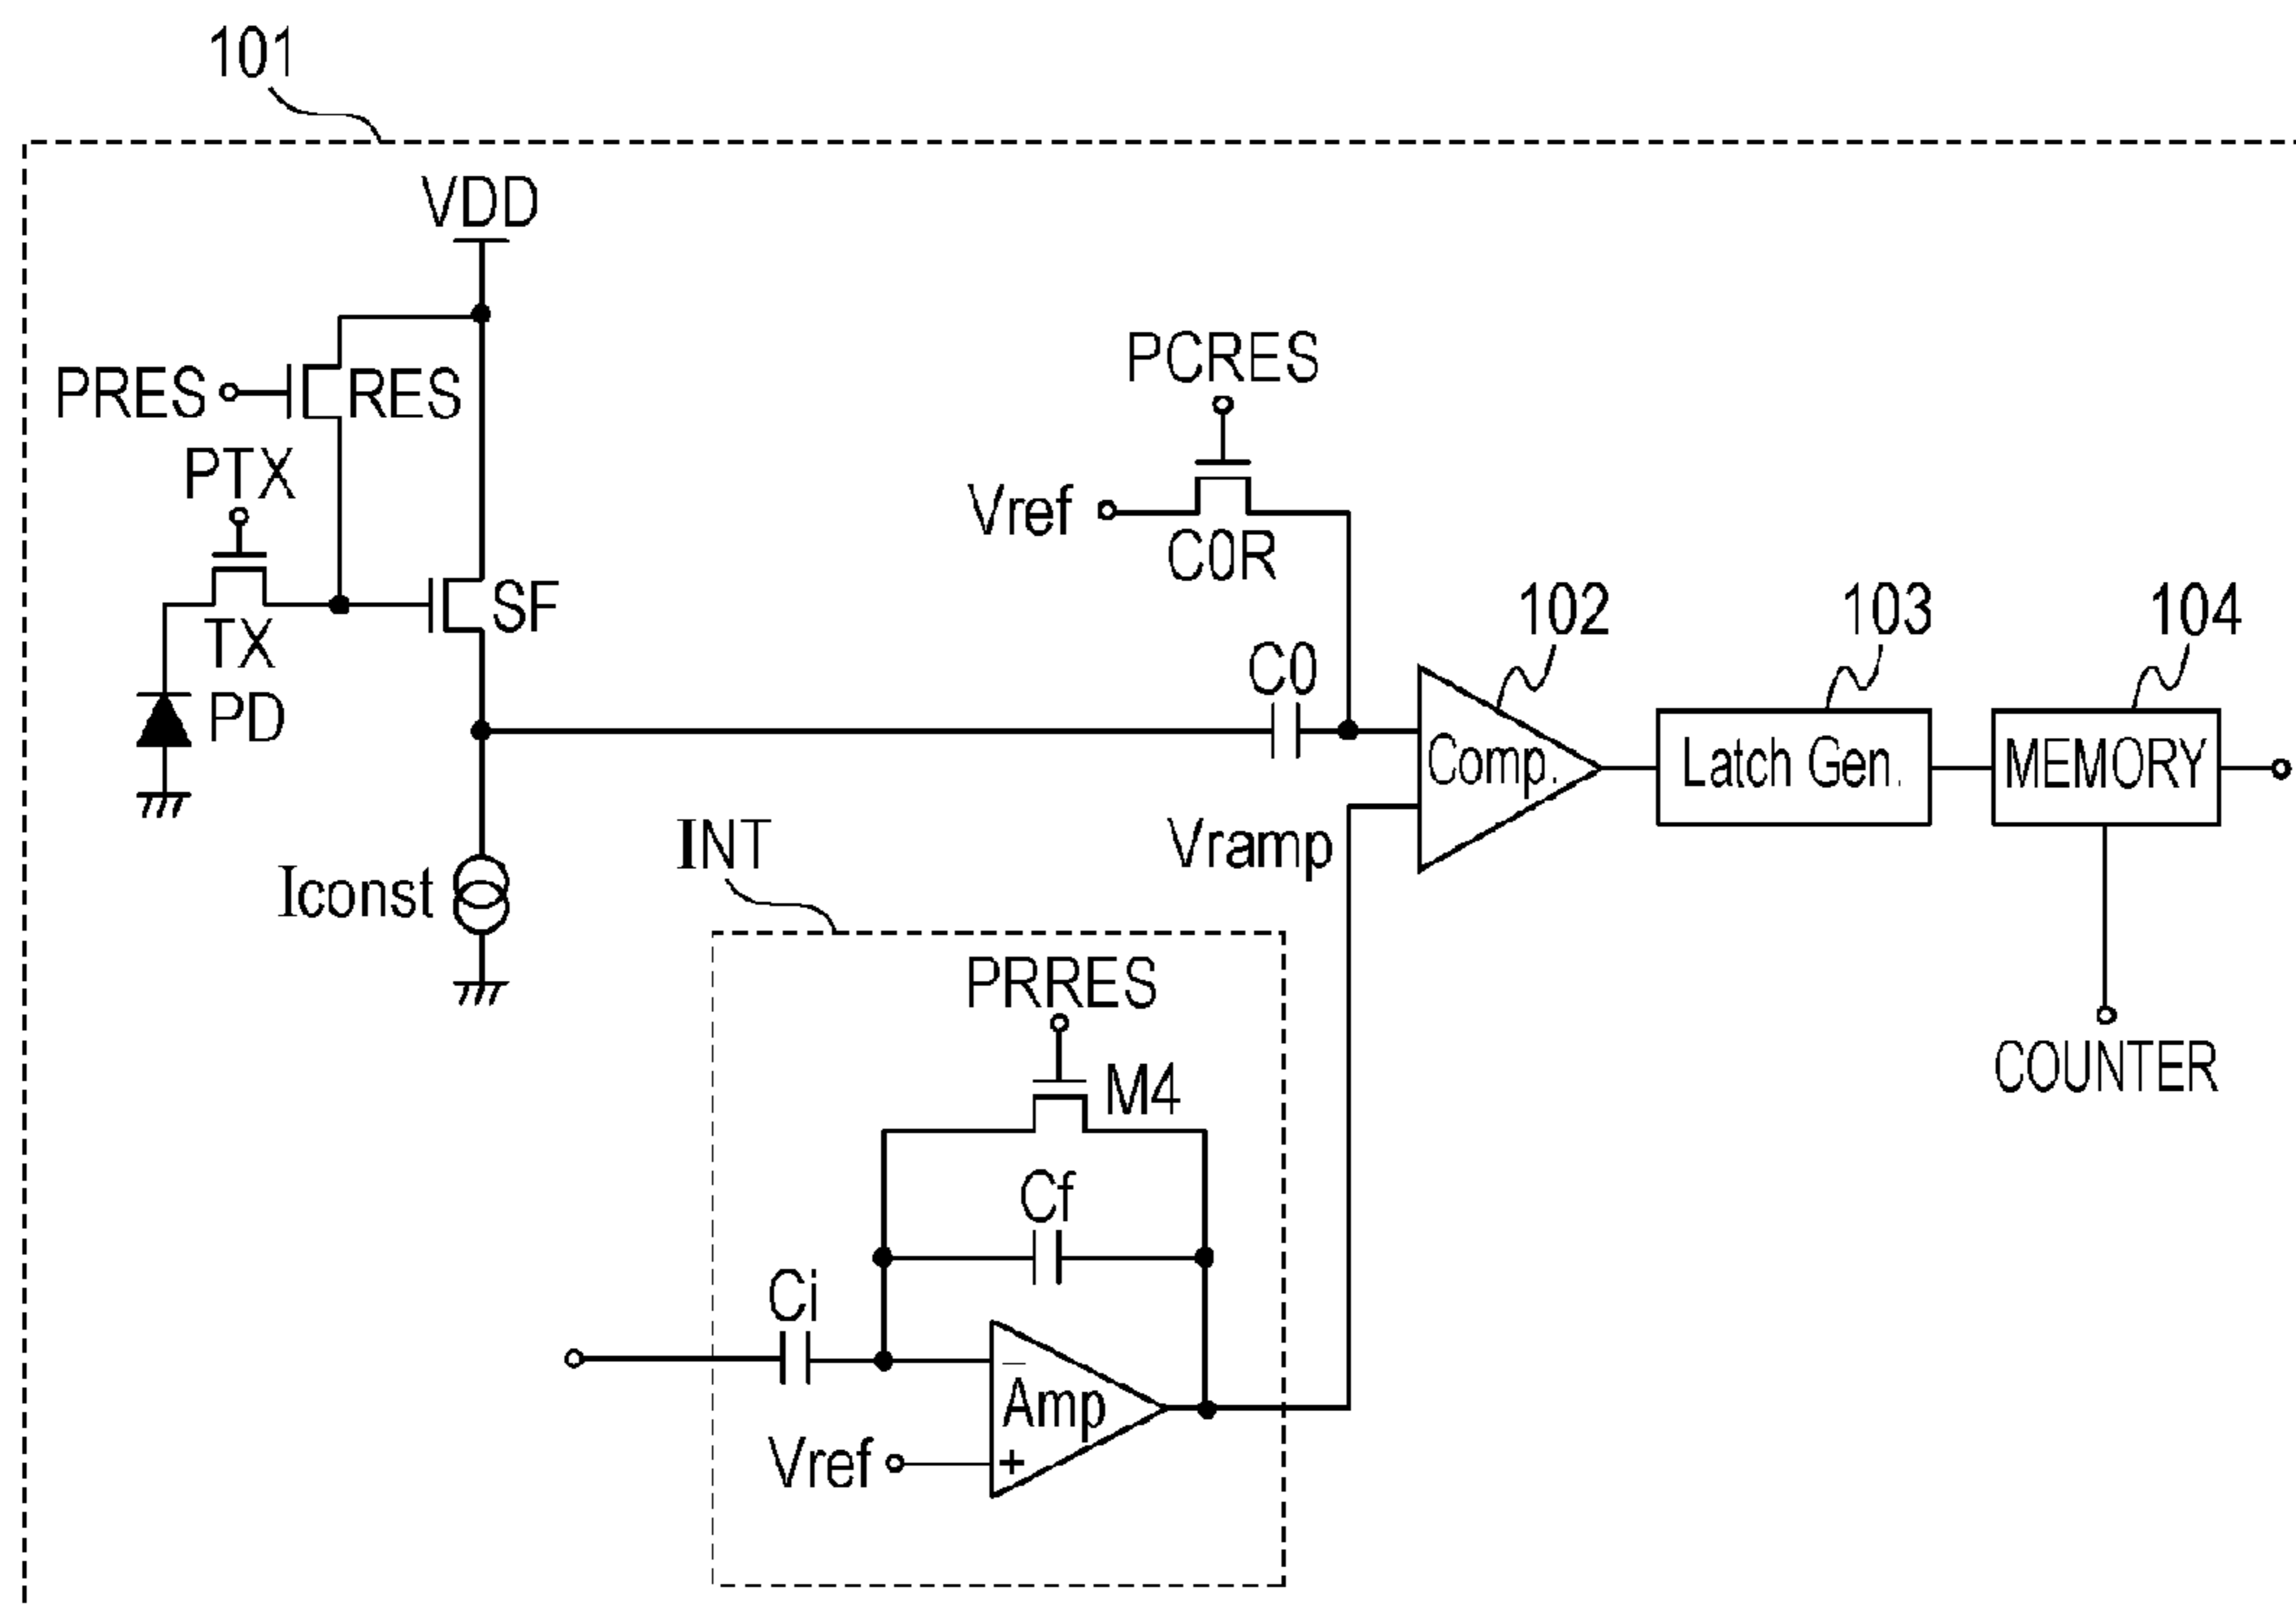 101
VDD
PRES
RES
PTX
TX
SF
PD
Iconst
PCRES
Vref
C0R
C0
102
103
104
Comp.
Latch Gen.
MEMORY
Vramp
COUNTER
INT
PRRES
M4
Cf
Ci
−
Amp
Vref
+